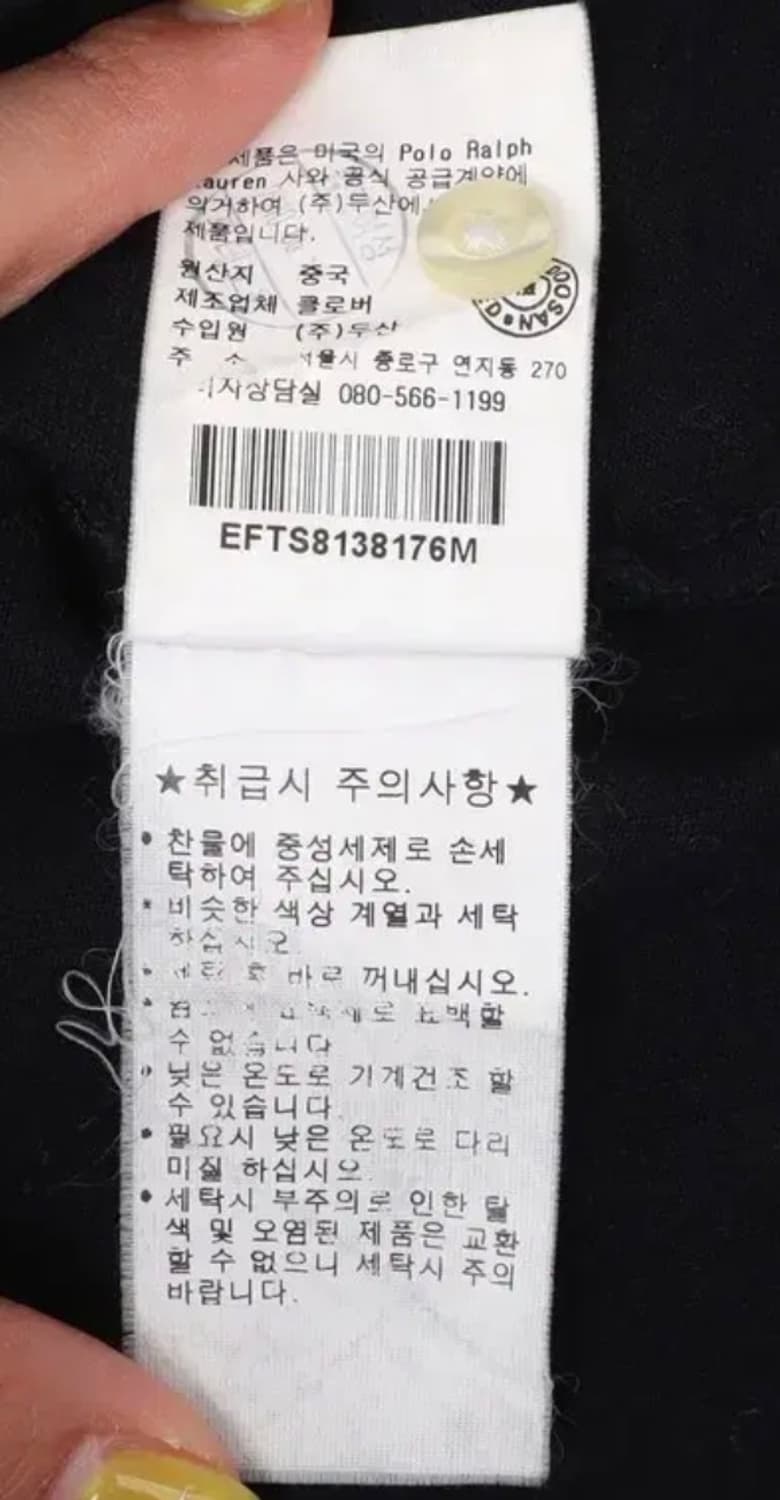 제품은 미국의 Polo Ralph
Lauren 사와 공식 공급계약에
의거하여 (주)두산에
제품입니다.
원산지 중국
제조업체 클로버
수입원 (주)두산
주 소 서울시 종로구 연지동 270
080-566-1199
DOOSAN
EFTS8138176M
★취급시 주의사항★
• 찬물에 중성세제로 손세
탁하여 주십시오.
• 비슷한 색상 계열과 세탁
하십시오.
• 세탁 후 바로 꺼내십시오.
• 표백할
수 없습니다
• 낮은 온도로 기계건조 할
수 있습니다.
• 필요시 낮은 온도로 다리
미질 하십시오.
• 세탁시 부주의로 인한 탈
색 및 오염된 제품은 교환
할 수 없으니 세탁시 주의
바랍니다.